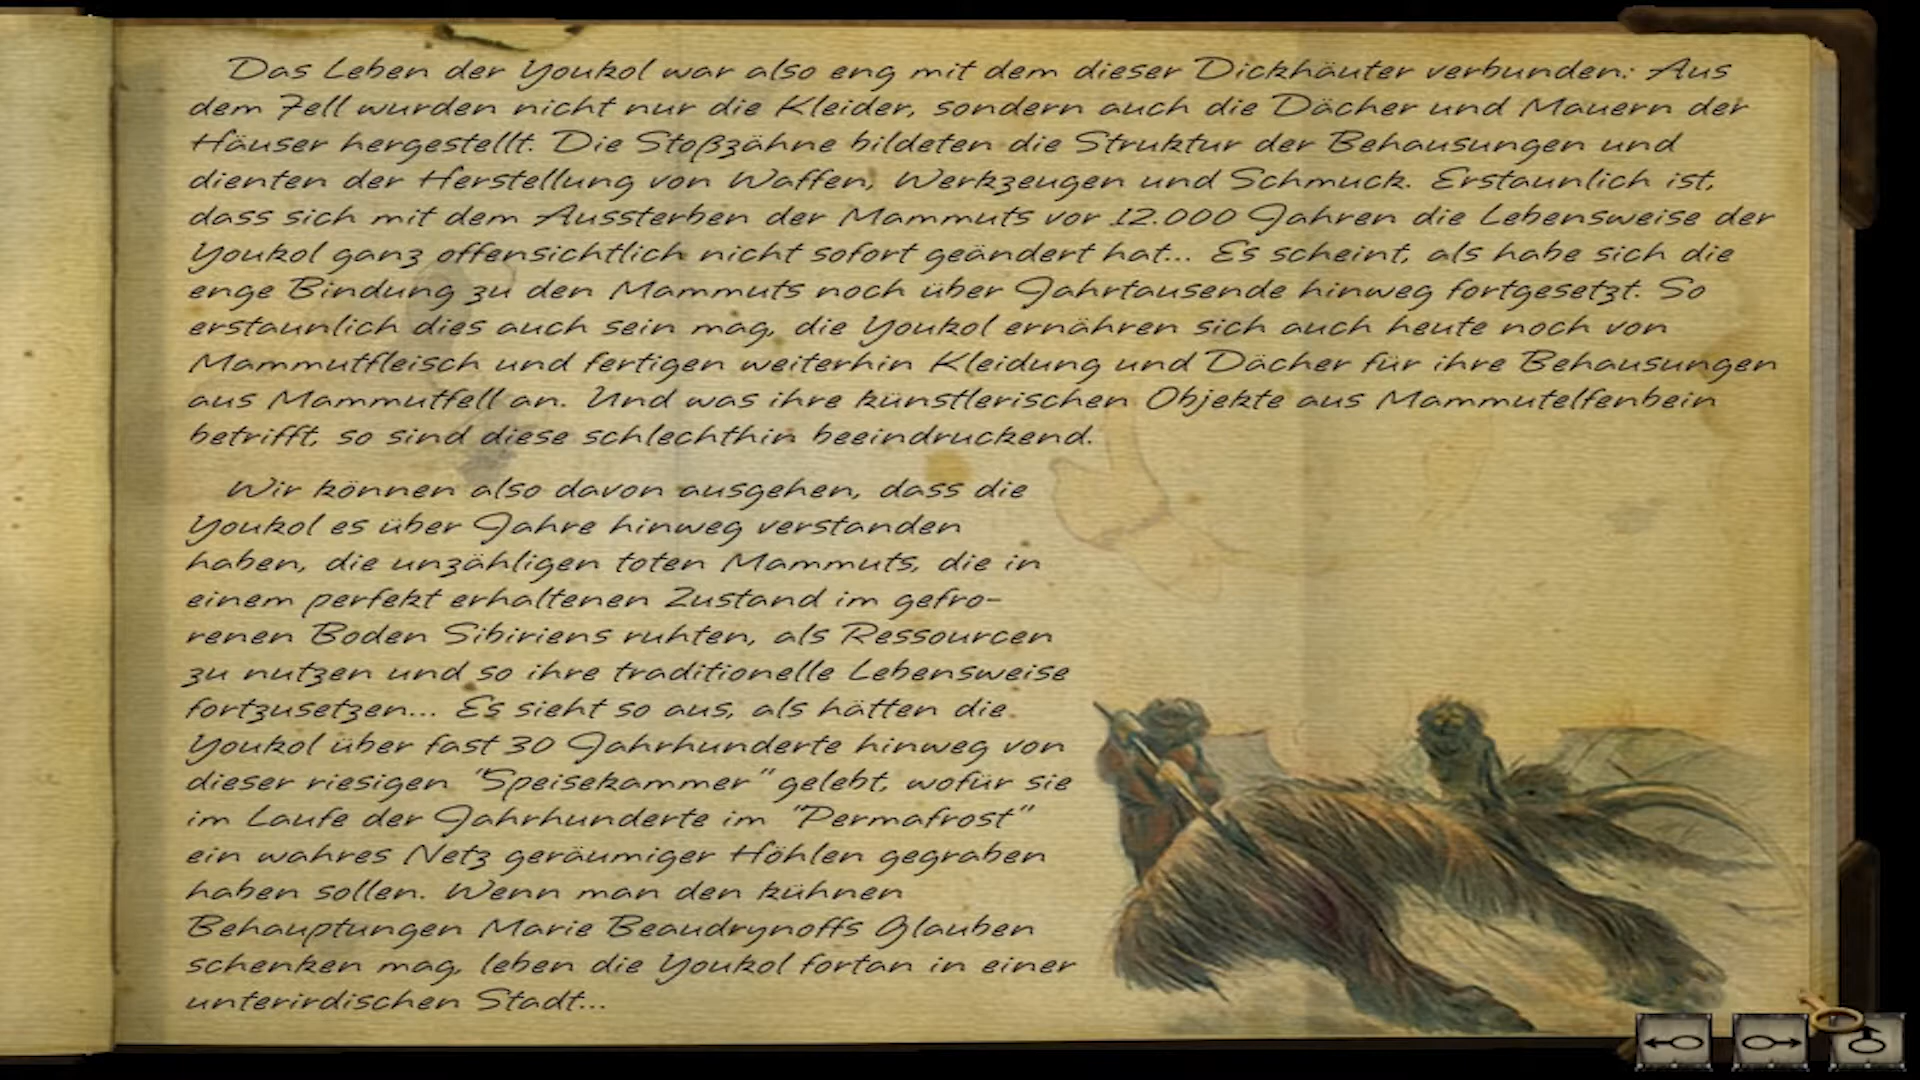 Das Leben der Youkol war also eng mit dem dieser Dickhäuter verbunden: Aus
dem Fell wurden nicht nur die Kleider, sondern auch die Dächer und Mauern der
Häuser hergestellt. Die Stoßzähne bildeten die Struktur der Behausungen und
dienten der Herstellung von Waffen, Werkzeugen und Schmuck. Erstaunlich ist,
dass sich mit dem Aussterben der Mammuts vor 12.000 Jahren die Lebensweise der
Youkol ganz offensichtlich nicht sofort geändert hat... Es scheint, als habe sich die
enge Bindung zu den Mammuts noch über Jahrtausende hinweg fortgesetzt. So
erstaunlich dies auch sein mag, die Youkol ernähren sich auch heute noch von
Mammutfleisch und fertigen weiterhin Kleidung und Dächer für ihre Behausungen
aus Mammutfell an. Und was ihre künstlerischen Objekte aus Mammutelfenbein
betrifft, so sind diese schlechthin beeindruckend.
Wir können also davon ausgehen, dass die
Youkol es über Jahre hinweg verstanden
haben, die unzähligen toten Mammuts, die in
einem perfekt erhaltenen Zustand im gefro-
renen Boden Sibiriens ruhten, als Ressourcen
zu nutzen und so ihre traditionelle Lebensweise
fortzusetzen... Es sieht so aus, als hätten die
Youkol über fast 30 Jahrhunderte hinweg von
dieser riesigen "Speisekammer" gelebt, wofür sie
im Laufe der Jahrhunderte im "Permafrost"
ein wahres Netz geräumiger Höhlen gegraben
haben sollen. Wenn man den kühnen
Behauptungen Marie Beaudrynoffs Glauben
schenken mag, leben die Youkol fortan in einer
unterirdischen Stadt...